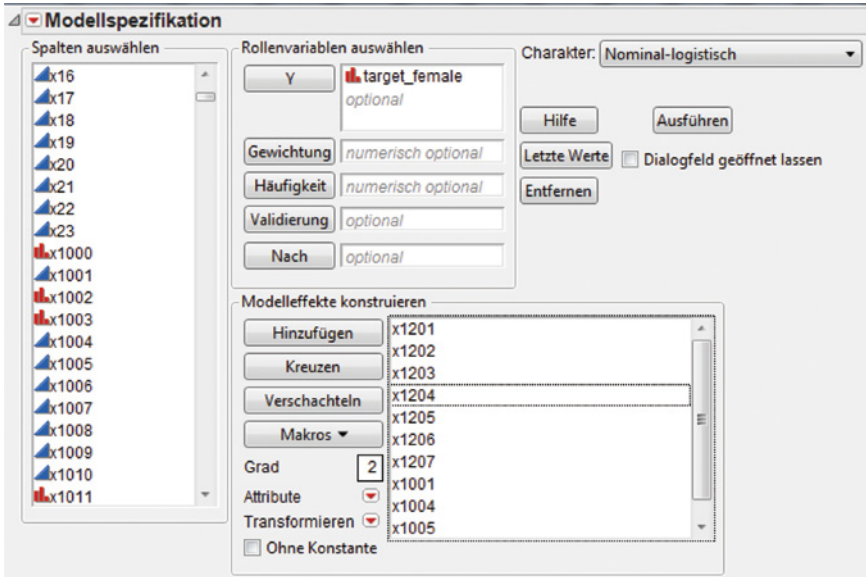 Modellspezifikation
Spalten auswählen
x16
x17
x18
x19
x20
x21
x22
x23
x1000
x1001
x1002
x1003
x1004
x1005
x1006
x1007
x1008
x1009
x1010
x1011
Rollenvariablen auswählen
Y
target_female
optional
Gewichtung
numerisch optional
Häufigkeit
numerisch optional
Validierung
optional
Nach
optional
Charakter:
Nominal-logistisch
Hilfe
Ausführen
Letzte Werte
Dialogfeld geöffnet lassen
Entfernen
Modelleffekte konstruieren
Hinzufügen
Kreuzen
Verschachteln
Makros
Grad
2
Attribute
Transformieren
Ohne Konstante
x1201
x1202
x1203
x1204
x1205
x1206
x1207
x1001
x1004
x1005